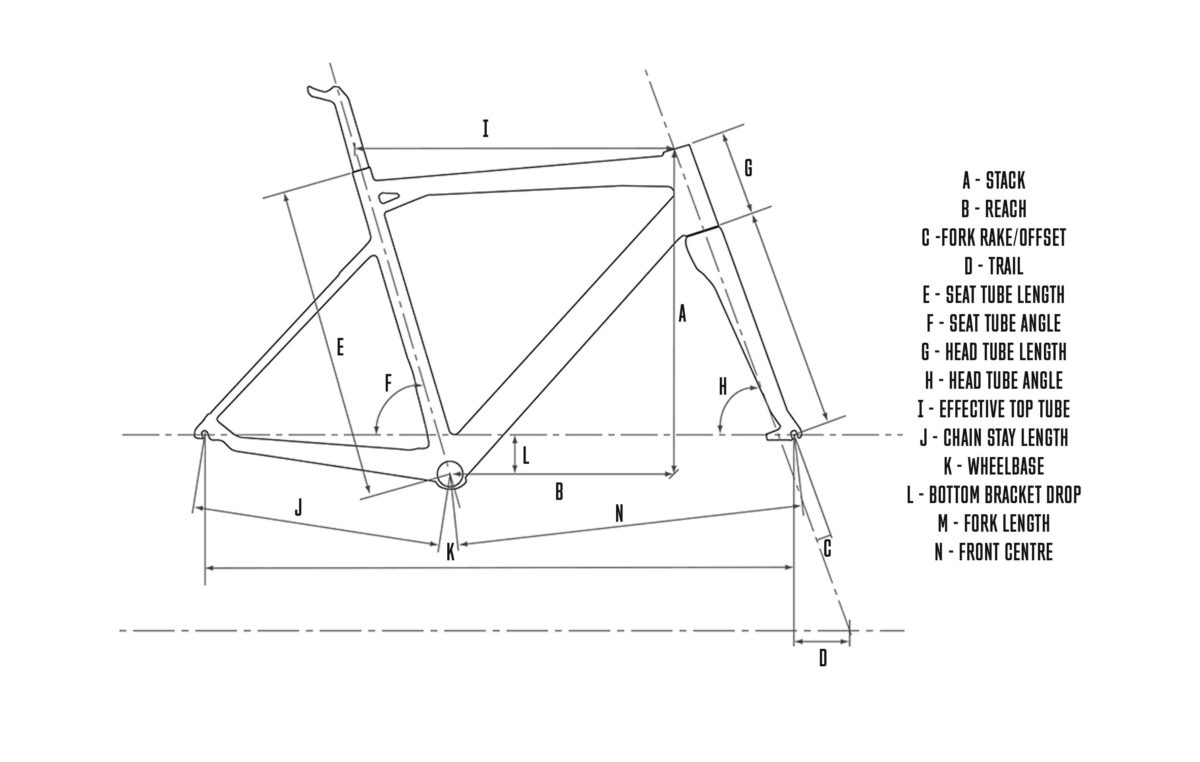 I
G
A
E
F
H
L
B
J
N
K
C
D
A - STACK
B - REACH
C -FORK RAKE/OFFSET
D - TRAIL
E - SEAT TUBE LENGTH
F - SEAT TUBE ANGLE
G - HEAD TUBE LENGTH
H - HEAD TUBE ANGLE
I - EFFECTIVE TOP TUBE
J - CHAIN STAY LENGTH
K - WHEELBASE
L - BOTTOM BRACKET DROP
M - FORK LENGTH
N - FRONT CENTRE